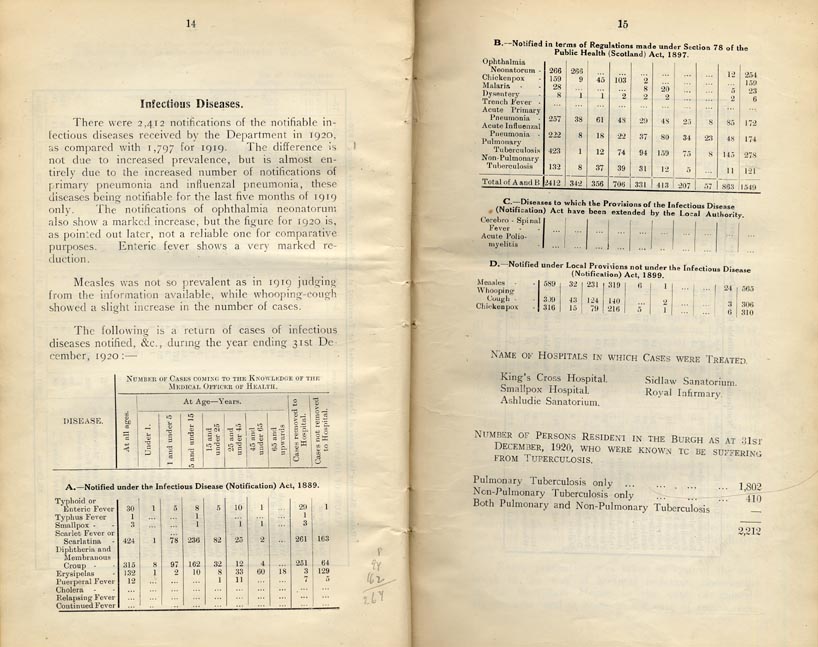 14
Infectious Diseases.
There were 2,412 notifications of the notifiable in-
fectious diseases received by the Department in 1920,
as compared with 1,797 for 1919. The difference is
not due to increased prevalence, but is almost en-
tirely due to the increased number of notifications of
primary pneumonia and influenzal pneumonia, these
diseases being notifiable for the last five months of 1919
only. The notifications of ophthalmia neonatorum
also show a marked increase, but the figure for 1920 is,
as pointed out later, not a reliable one for comparative
purposes. Enteric fever shows a very marked re-
duction.
Measles was not so prevalent as in 1919 judging
from the information available, while whooping-cough
showed a slight increase in the number of cases.
The following is a return of cases of infectious
diseases notified, &c., during the year ending 31st De
cember, 1920:—
DISEASE.
Number of Cases coming to the Knowledge of the
Medical Officer of Health.
At Age—Years.
At all ages.
Under 1.
1 and under 5
5 and under 15
15 and under 25
25 and under 45
45 and under 65
65 and upwards
Cases removed to Hospital.
Cases not removed to Hospital.
A.—Notified under the Infectious Disease (Notification) Act, 1889.
Typhoid or
Enteric Fever 30 1 5 8 5 10 1 ... 29 1
Typhus Fever 1 ... ... 1 ... ... ... ... 1 ...
Smallpox - - 3 ... ... 1 ... 1 1 ... 3 ...
Scarlet Fever or
Scarlatina - 424 1 78 236 82 25 2 ... 261 163
Diphtheria and
Membranous
Croup - - 315 8 97 162 32 12 4 ... 251 64
Erysipelas - 132 1 2 10 8 33 60 18 3 129
Puerperal Fever 12 ... ... ... 1 11 ... ... 7 5
Cholera - - ... ... ... ... ... ... ... ... ... ...
Relapsing Fever ... ... ... ... ... ... ... ... ... ...
Continued Fever ... ... ... ... ... ... ... ... ... ...
162
264
15
B.—Notified in terms of Regulations made under Section 78 of the
Public Health (Scotland) Act, 1897.
Ophthalmia
Neonatorum - 266 266 ... ... ... ... ... ... 12 254
Chickenpox - 159 9 45 103 2 ... ... ... ... 159
Malaria - - 28 ... ... ... 8 20 ... ... 5 23
Dysentery - 8 1 1 2 2 2 ... ... 2 6
Trench Fever - ... ... ... ... ... ... ... ... ... ...
Acute Primary
Pneumonia - 257 38 61 48 29 48 25 8 85 172
Acute Influenzal
Pneumonia - 222 8 18 22 37 80 34 23 48 174
Pulmonary
Tuberculosis 423 1 12 74 94 159 75 8 145 278
Non-Pulmonary
Tuberculosis 132 8 37 39 31 12 5 ... 11 121
Total of A and B 2412 342 356 706 331 413 207 57 863 1549
C.—Diseases to which the Provisions of the Infectious Disease
(Notification) Act have been extended by the Local Authority.
Cerebro-Spinal
Fever - - ... ... ... ... ... ... ... ... ... ...
Acute Polio-
myelitis -
D.—Notified under Local Provisions not under the Infectious Disease
(Notification) Act, 1899.
Measles - - 589 32 231 319 6 1 ... ... 24 565
Whooping
Cough - - 309 43 124 140 ... 2 ... ... 3 306
Chickenpox - 316 15 79 216 5 1 ... ... 6 310
Name of Hospitals in which Cases were Treated.
King's Cross Hospital.
Smallpox Hospital.
Ashludie Sanatorium.
Sidlaw Sanatorium.
Royal Infirmary.
Number of Persons Resident in the Burgh as at 31st
December, 1920, who were known to be suffering
from Tuberculosis.
Pulmonary Tuberculosis only ... ... ... ... 1,802
Non-Pulmonary Tuberculosis only ... ... ... 410
Both Pulmonary and Non-Pulmonary Tuberculosis —
2,212